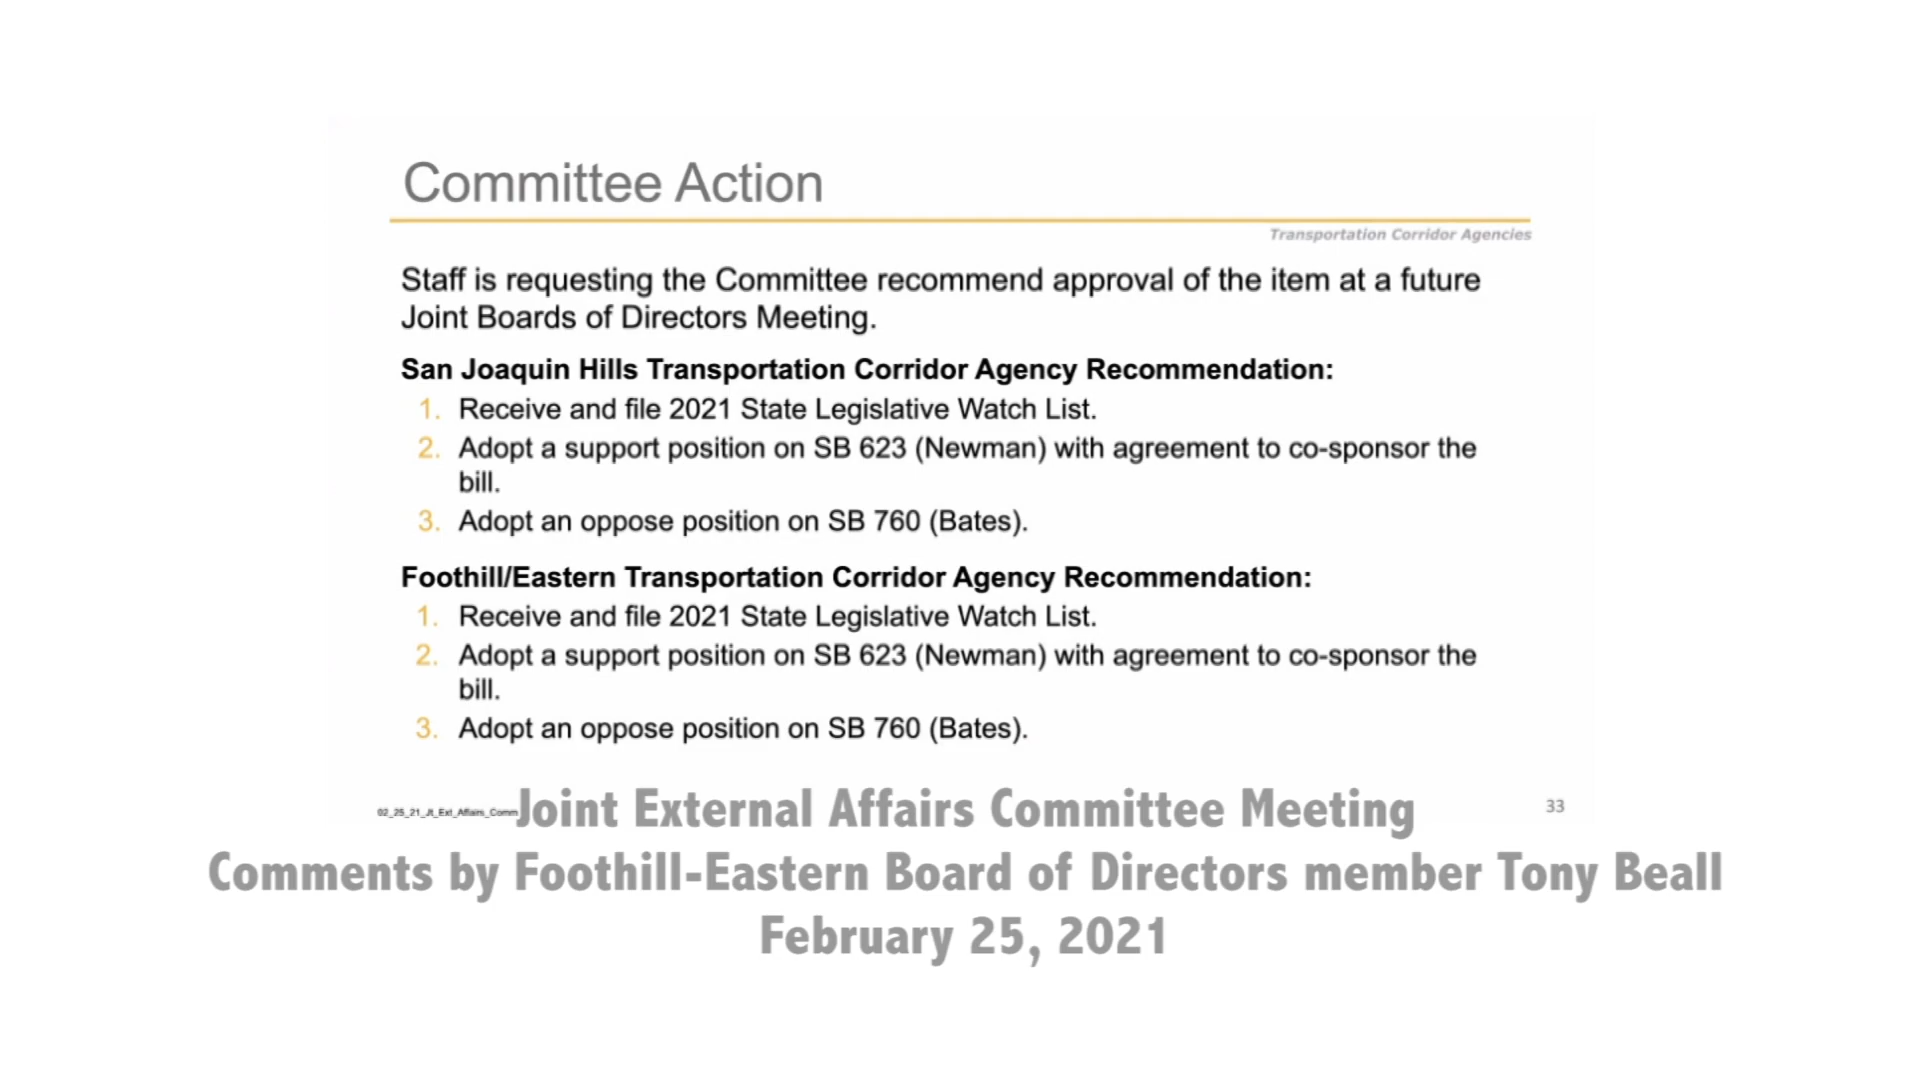 Committee Action
Transportation Corridor Agencies
Staff is requesting the Committee recommend approval of the item at a future
Joint Boards of Directors Meeting.
San Joaquin Hills Transportation Corridor Agency Recommendation:
1. Receive and file 2021 State Legislative Watch List.
2. Adopt a support position on SB 623 (Newman) with agreement to co-sponsor the
bill.
3. Adopt an oppose position on SB 760 (Bates).
Foothill/Eastern Transportation Corridor Agency Recommendation:
1. Receive and file 2021 State Legislative Watch List.
2. Adopt a support position on SB 623 (Newman) with agreement to co-sponsor the
bill.
3. Adopt an oppose position on SB 760 (Bates).
02_25_21_Jt_Ext_Affairs_Comm
Joint External Affairs Committee Meeting
33
Comments by Foothill-Eastern Board of Directors member Tony Beall
February 25, 2021